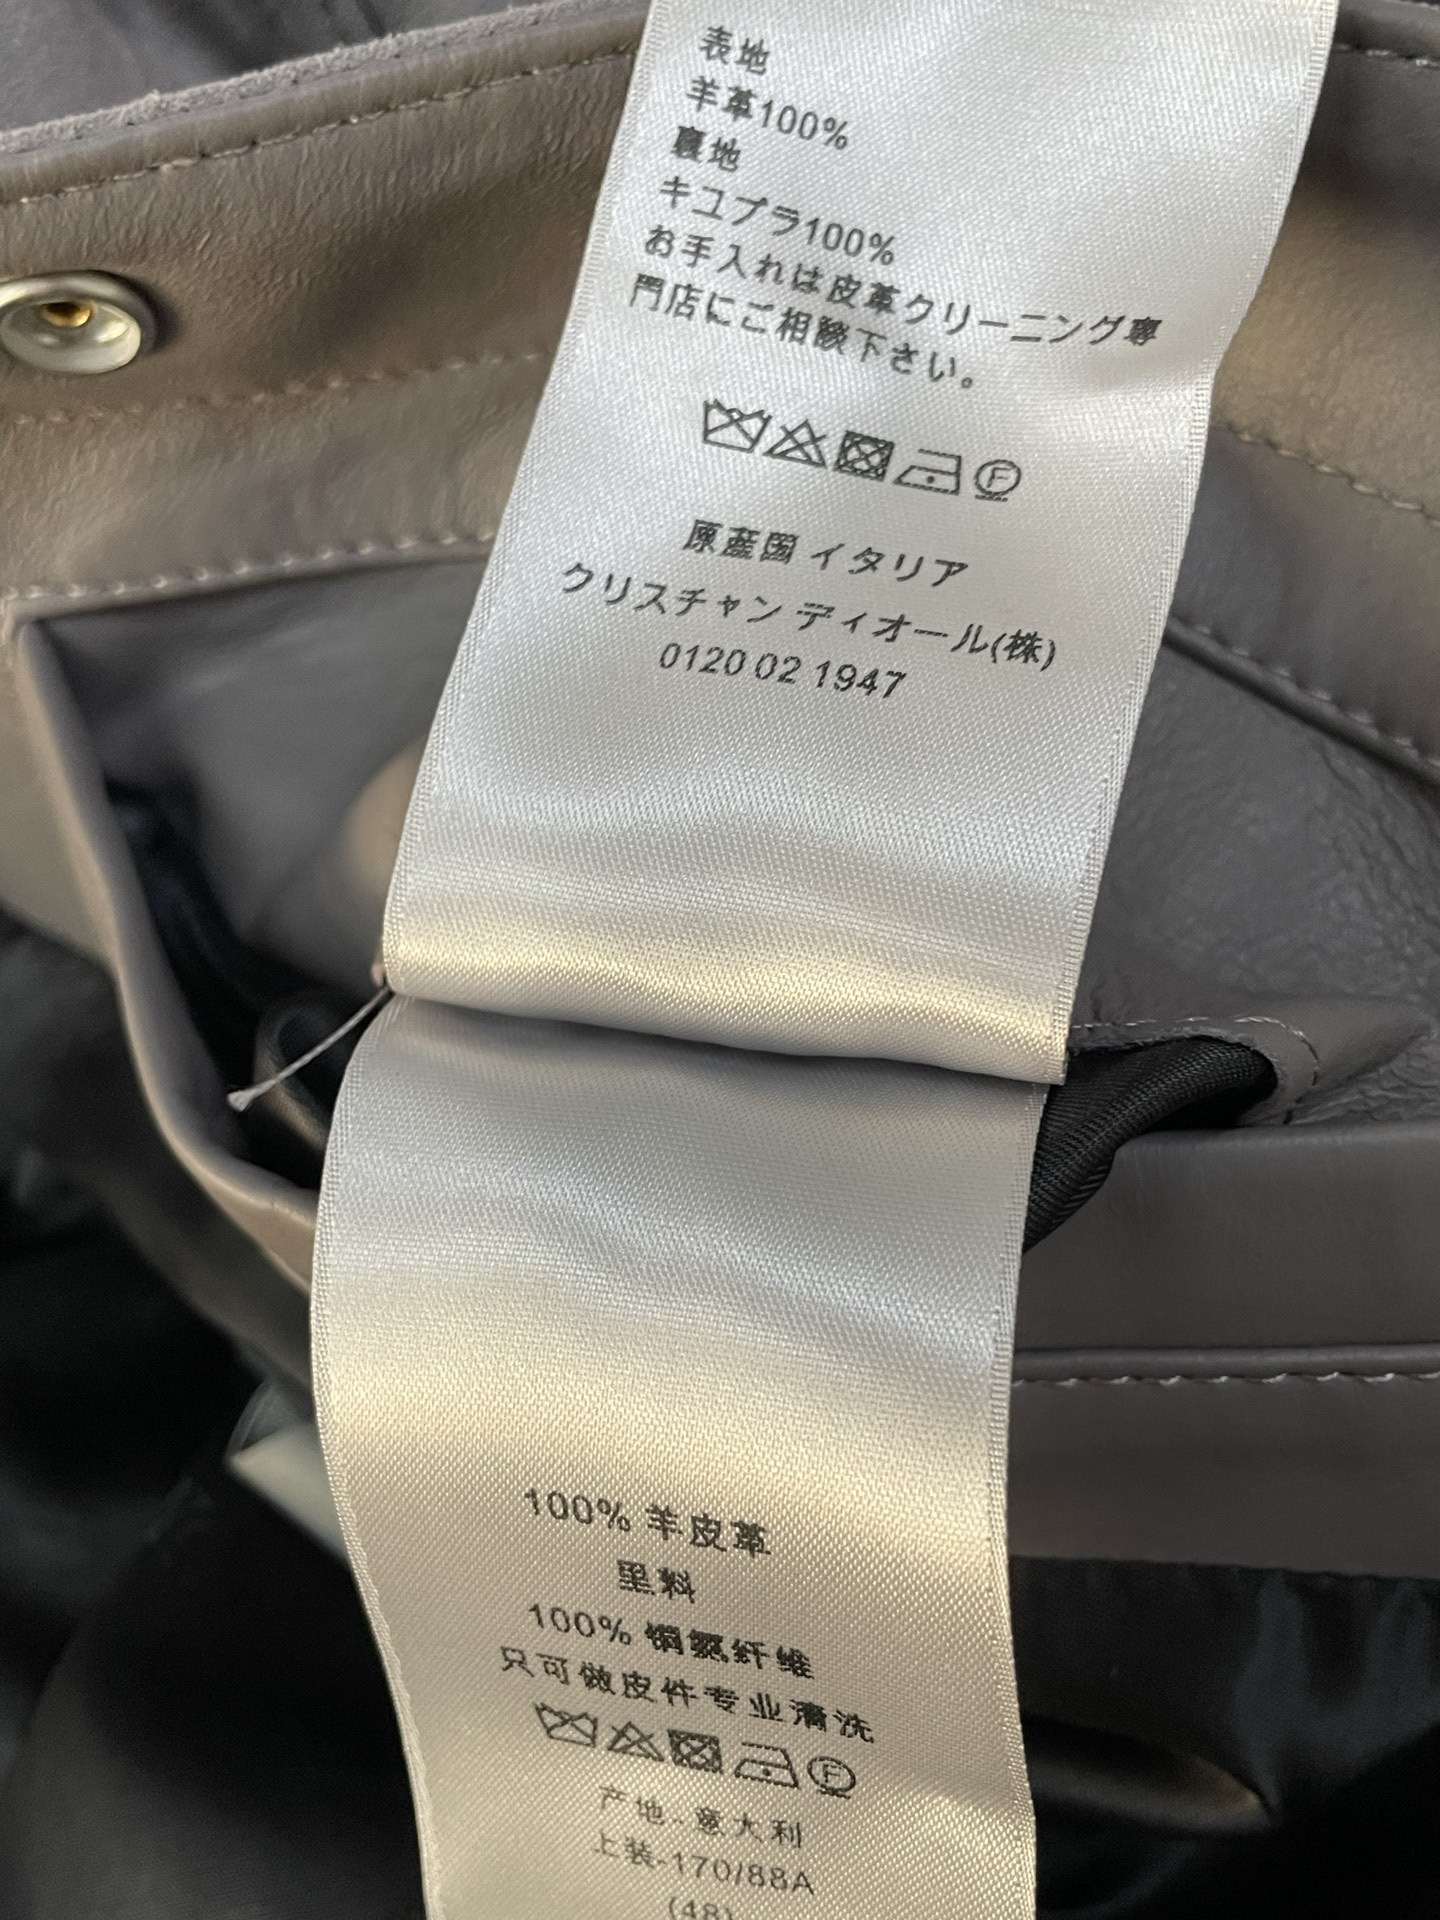 表地
羊革100%
裏地
キユプラ100%
お手入れは皮革クリーニング専
門店にご相談下さい。
F
原産国 イタリア
クリスチャン ディオール(株)
0120 02 1947
100% 羊皮革
里料
100% 铜氨纤维
只可做皮件专业清洗
F
产地-意大利
上装-170/88A
(48)